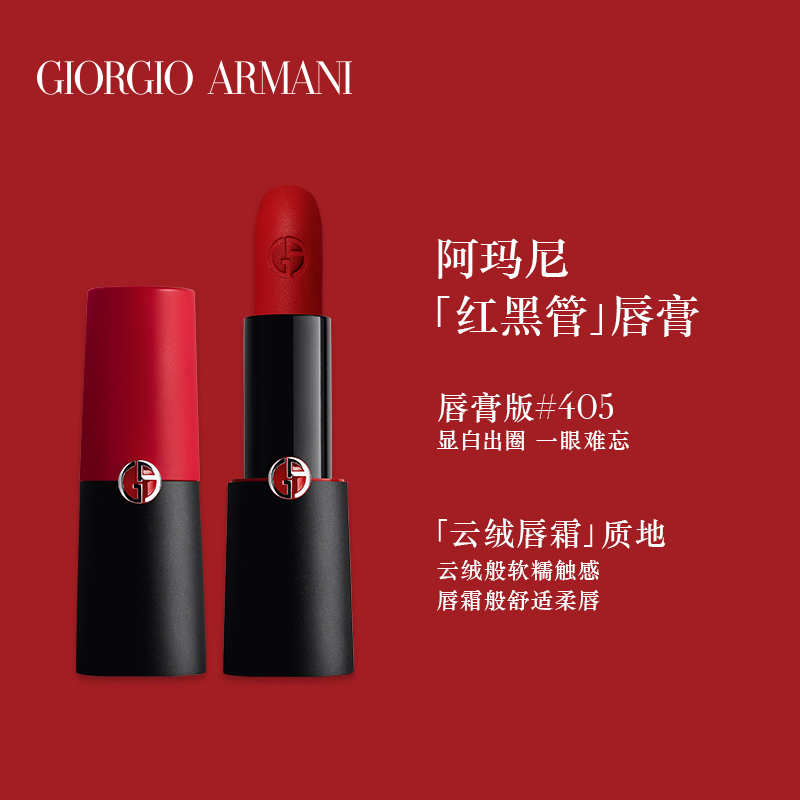 GIORGIO ARMANI
阿玛尼
「红黑管」唇膏
唇膏版#405
显白出圈 一眼难忘
「云绒唇霜」质地
云绒般软糯触感
唇霜般舒适柔唇